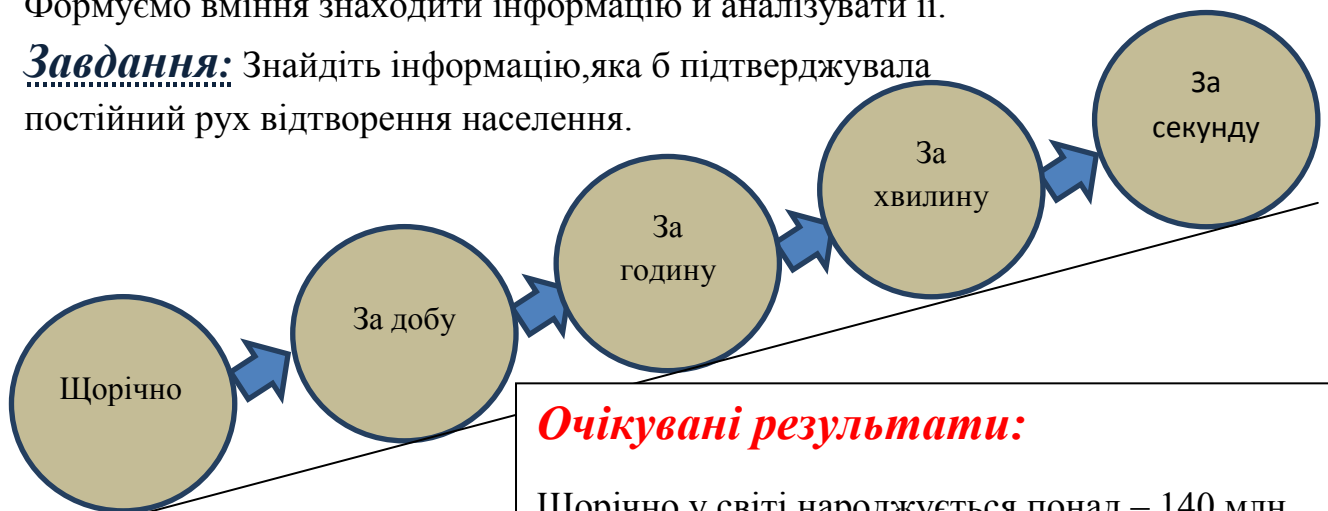 Формуємо вміння знаходити інформацію й аналізувати її.
Завдання: Знайдіть інформацію,яка б підтверджувала
постійний рух відтворення населення.
За
секунду
За
хвилину
За
годину
За добу
Щорічно
Очікувані результати:
Щорічно у світі народжується понад – 140 млн